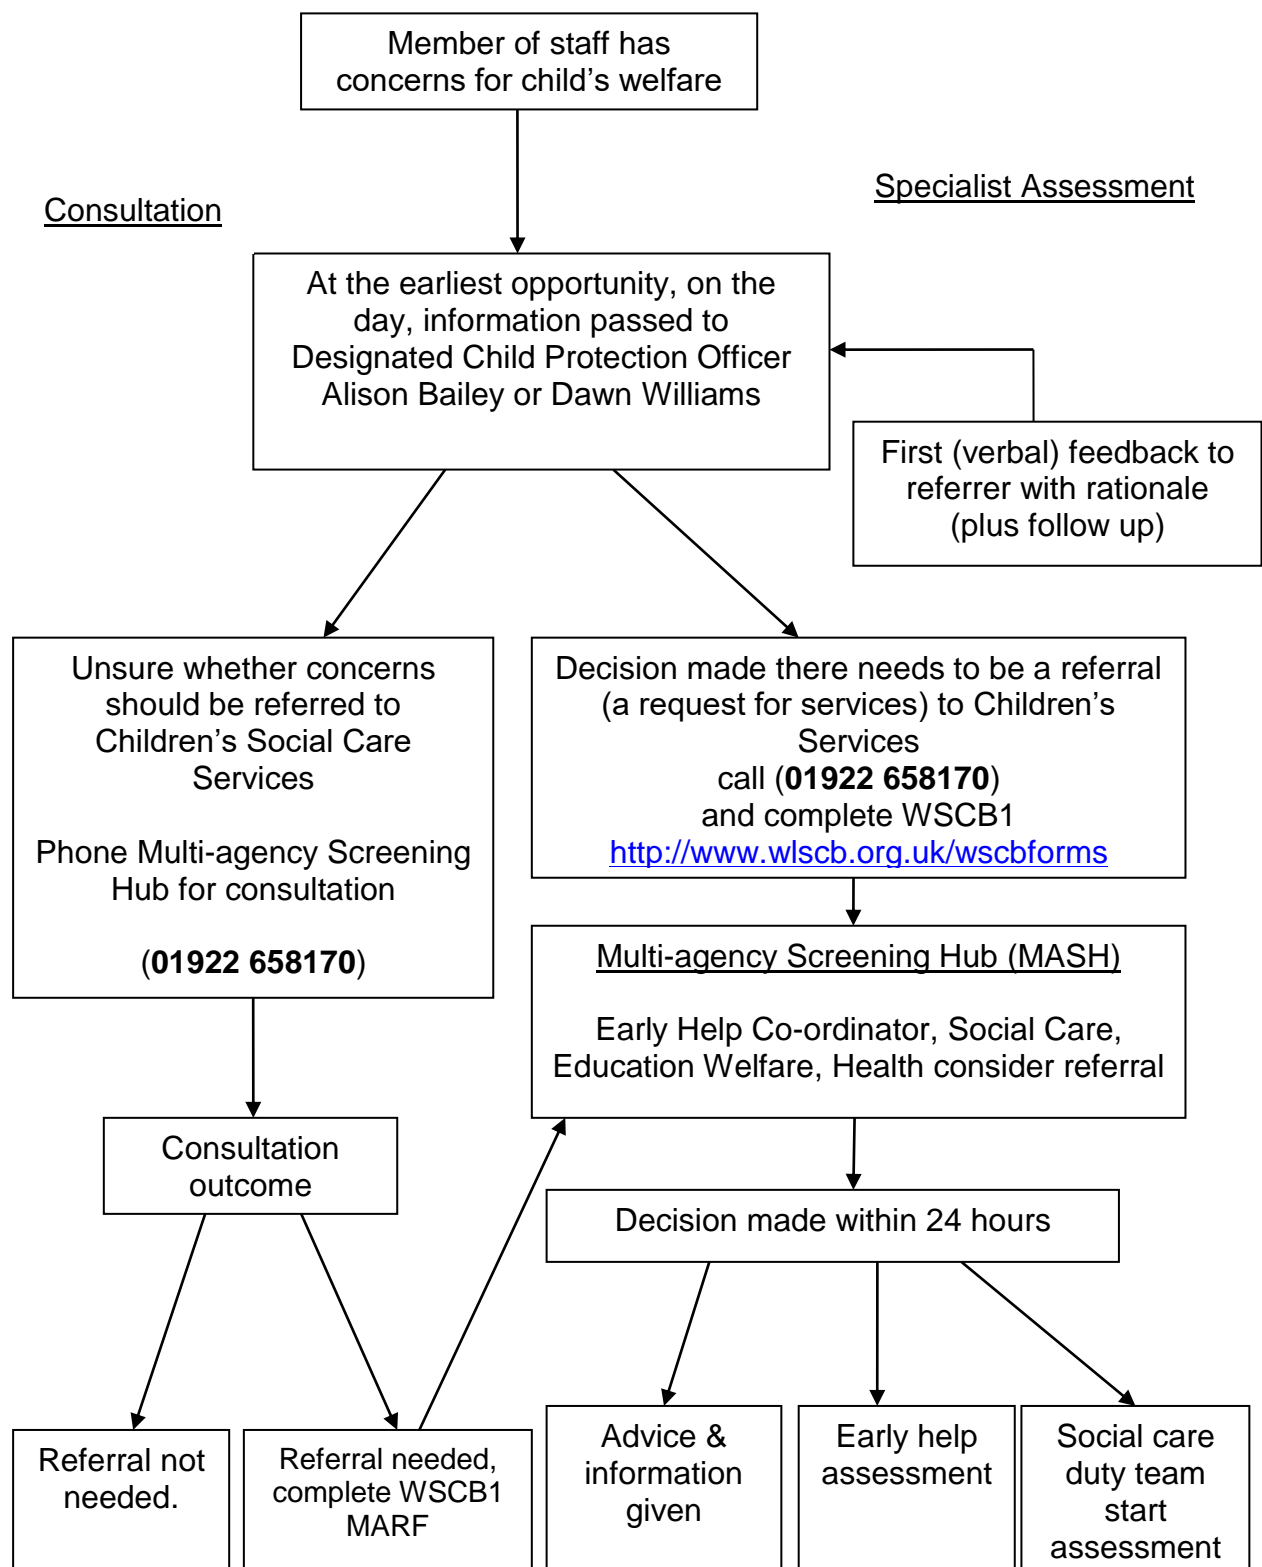 Member of staff has
concerns for child’s welfare
Consultation
Specialist Assessment
At the earliest opportunity, on the
day, information passed to
Designated Child Protection Officer
Alison Bailey or Dawn Williams
First (verbal) feedback to
referrer with rationale
(plus follow up)
Unsure whether concerns
should be referred to
Children’s Social Care
Services
Phone Multi-agency Screening
Hub for consultation
(01922 658170)
Decision made there needs to be a referral
(a request for services) to Children’s
Services
call (01922 658170)
and complete WSCB1
http://www.wlscb.org.uk/wscbforms
Multi-agency Screening Hub (MASH)
Early Help Co-ordinator, Social Care,
Education Welfare, Health consider referral
Consultation
outcome
Decision made within 24 hours
Referral not
needed.
Referral needed,
complete WSCB1
MARF
Advice &
information
given
Early help
assessment
Social care
duty team
start
assessment